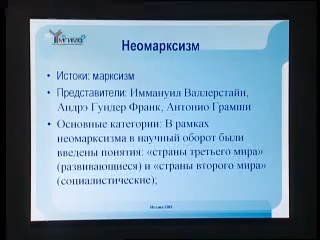 Неомарксизм
• Истоки: марксизм
• Представители: Иммануил Валлерстайн,
Андрэ Гундер Франк, Антонио Грамши
• Основные категории: В рамках
неомарксизма в научный оборот были
введены понятия: «страны третьего мира»
(развивающиеся) и «страны второго мира»
(социалистические);